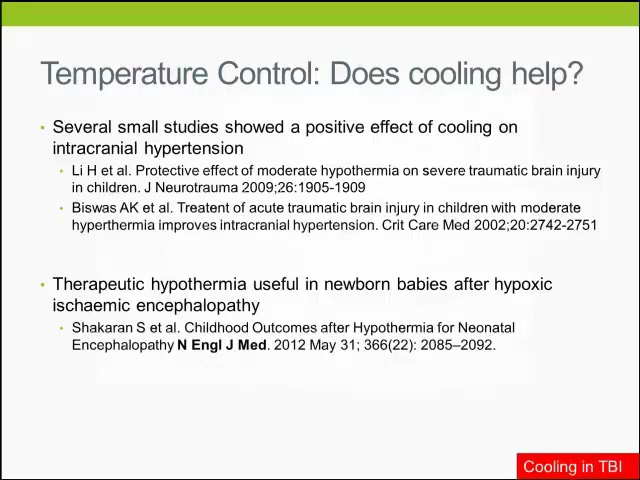 Temperature Control: Does cooling help?
• Several small studies showed a positive effect of cooling on
intracranial hypertension
• Li H et al. Protective effect of moderate hypothermia on severe traumatic brain injury
in children. J Neurotrauma 2009;26:1905-1909
• Biswas AK et al. Treatent of acute traumatic brain injury in children with moderate
hyperthermia improves intracranial hypertension. Crit Care Med 2002;20:2742-2751
• Therapeutic hypothermia useful in newborn babies after hypoxic
ischaemic encephalopathy
• Shakaran S et al. Childhood Outcomes after Hypothermia for Neonatal
Encephalopathy N Engl J Med. 2012 May 31; 366(22): 2085–2092.
Cooling in TBI